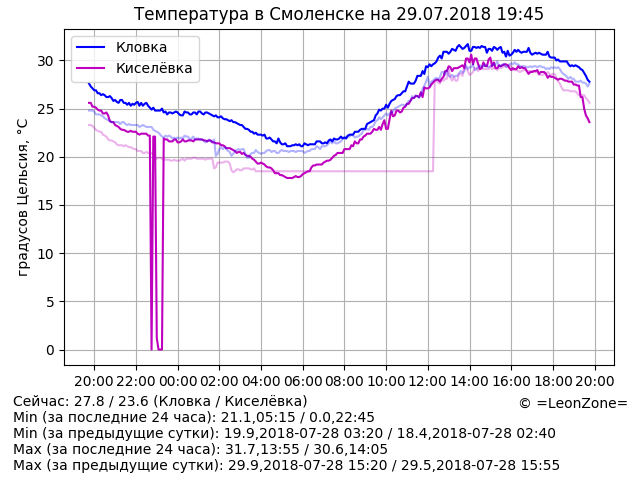 Температура в Смоленске на 29.07.2018 19:45
Кловка
Киселёвка
градусов Цельсия, °C
30
25
20
15
10
5
0
20:00 22:00 00:00 02:00 04:00 06:00 08:00 10:00 12:00 14:00 16:00 18:00 20:00
Сейчас: 27.8 / 23.6 (Кловка / Киселёвка)
© =LeonZone=
Min (за последние 24 часа): 21.1,05:15 / 0.0,22:45
Min (за предыдущие сутки): 19.9,2018-07-28 03:20 / 18.4,2018-07-28 02:40
Max (за последние 24 часа): 31.7,13:55 / 30.6,14:05
Max (за предыдущие сутки): 29.9,2018-07-28 15:20 / 29.5,2018-07-28 15:55